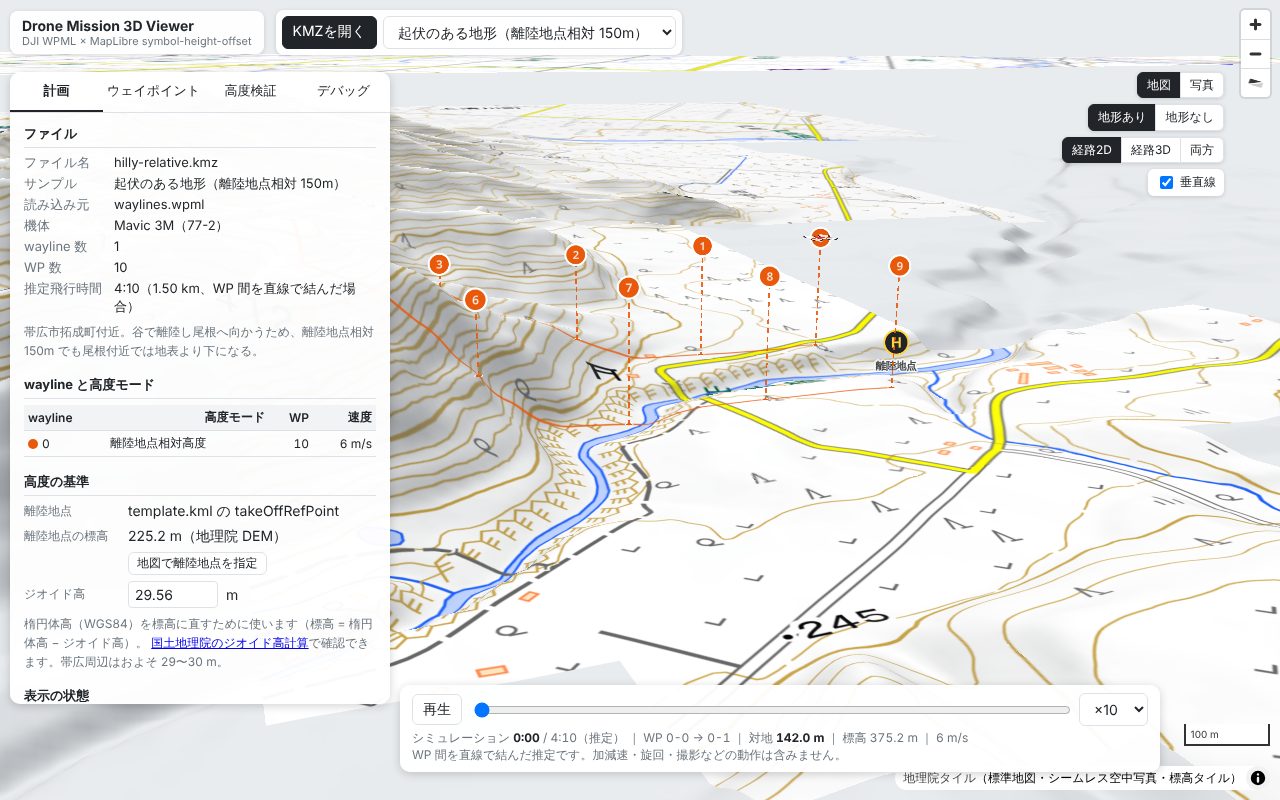 Drone Mission 3D Viewer
DJI WPML × MapLibre symbol-height-offset
KMZを開く
起伏のある地形（離陸地点相対 150m）
地図 写真
地形あり 地形なし
経路2D 経路3D 両方
垂直線
計画 ウェイポイント 高度検証 デバッグ
ファイル
ファイル名 hilly-relative.kmz
サンプル 起伏のある地形（離陸地点相対 150m）
読み込み元 waylines.wpml
機体 Mavic 3M（77-2）
wayline 数 1
WP 数 10
推定飛行時間 4:10（1.50 km、WP 間を直線で結んだ場
合）
帯広市拓成町付近。谷で離陸し尾根へ向かうため、離陸地点相対
150m でも尾根付近では地表より下になる。
wayline と高度モード
wayline 高度モード WP 速度
0 離陸地点相対高度 10 6 m/s
高度の基準
離陸地点 template.kml の takeOffRefPoint
離陸地点の標高 225.2 m（地理院 DEM）
地図で離陸地点を指定
ジオイド高 29.56 m
楕円体高（WGS84）を標高に直すために使います（標高 = 楕円
体高 − ジオイド高）。 国土地理院のジオイド高計算で確認でき
ます。帯広周辺はおよそ 29〜30 m。
表示の状態
3
2
1
6
7
8
9
H
離陸地点
245
再生
×10
シミュレーション 0:00 / 4:10（推定） | WP 0-0 → 0-1 | 対地 142.0 m | 標高 375.2 m | 6 m/s
WP 間を直線で結んだ推定です。加減速・旋回・撮影などの動作は含みません。
100 m
地理院タイル（標準地図・シームレス空中写真・標高タイル）